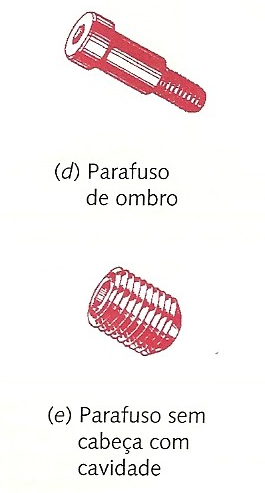 (d) Parafuso
de ombro
(e) Parafuso sem
cabeça com
cavidade